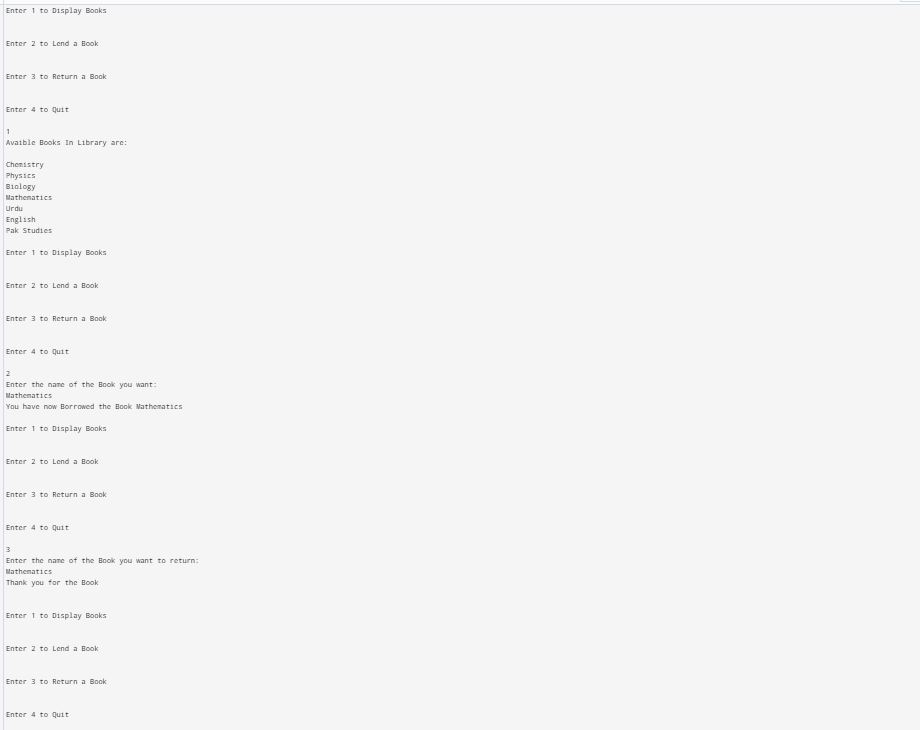 Enter 1 to Display Books
Enter 2 to Lend a Book
Enter 3 to Return a Book
Enter 4 to Quit
1
Avaible Books In Library are:
Chemistry
Physics
Biology
Mathematics
Urdu
English
Pak Studies
Enter 1 to Display Books
Enter 2 to Lend a Book
Enter 3 to Return a Book
Enter 4 to Quit
2
Enter the name of the Book you want:
Mathematics
You have now Borrowed the Book Mathematics
Enter 1 to Display Books
Enter 2 to Lend a Book
Enter 3 to Return a Book
Enter 4 to Quit
3
Enter the name of the Book you want to return:
Mathematics
Thank you for the Book
Enter 1 to Display Books
Enter 2 to Lend a Book
Enter 3 to Return a Book
Enter 4 to Quit